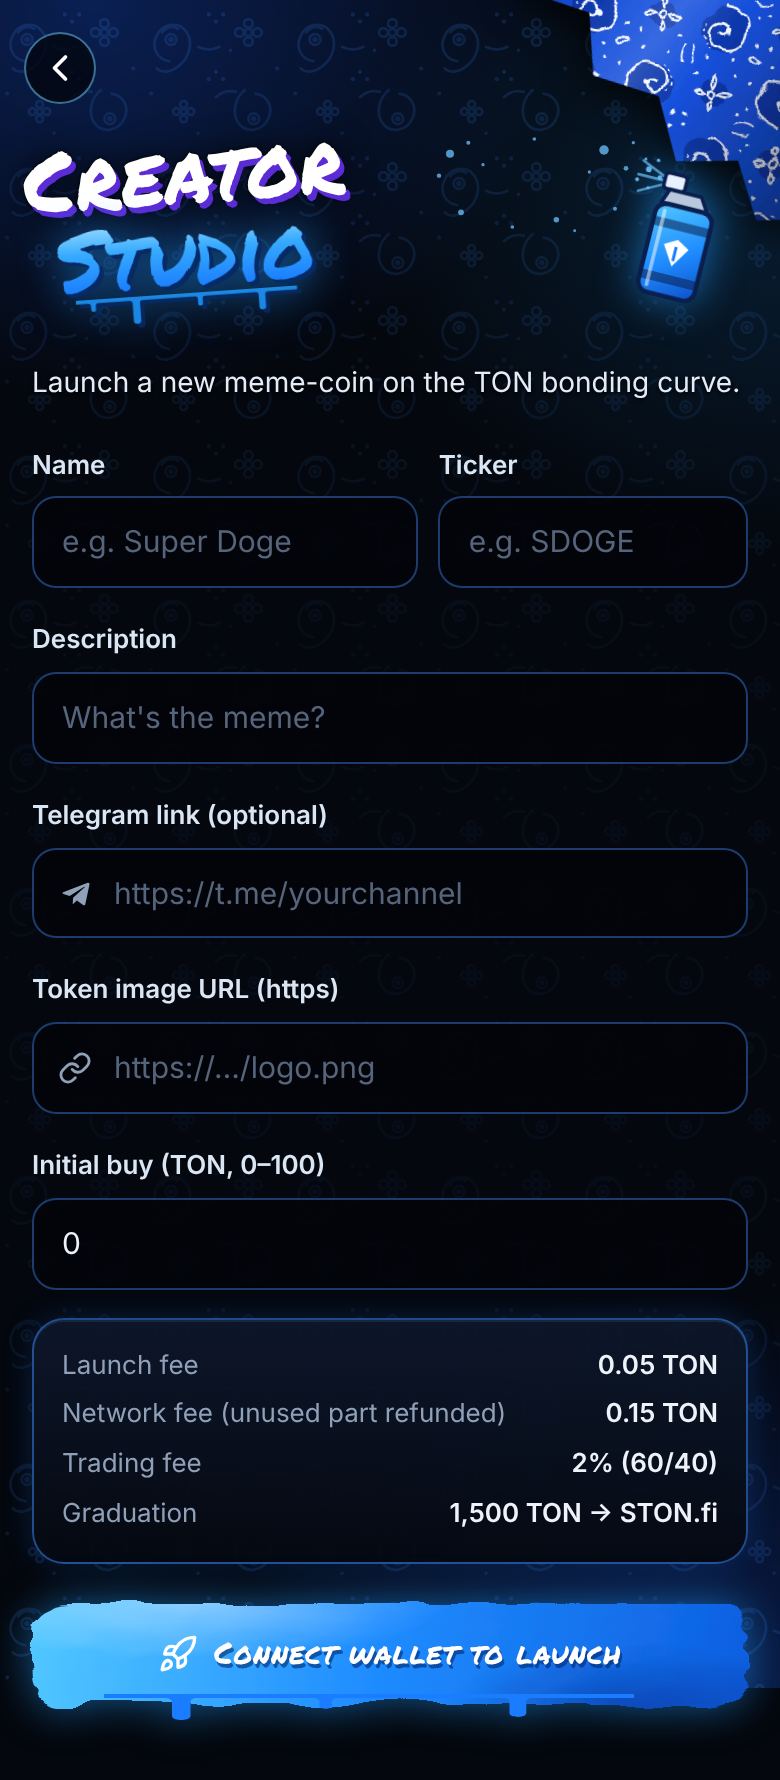 CREATOR
STUDIO
Launch a new meme-coin on the TON bonding curve.
Name
Ticker
e.g. Super Doge
e.g. SDOGE
Description
What's the meme?
Telegram link (optional)
https://t.me/yourchannel
Token image URL (https)
https://.../logo.png
Initial buy (TON, 0–100)
0
Launch fee 0.05 TON
Network fee (unused part refunded) 0.15 TON
Trading fee 2% (60/40)
Graduation 1,500 TON → STON.fi
CONNECT WALLET TO LAUNCH